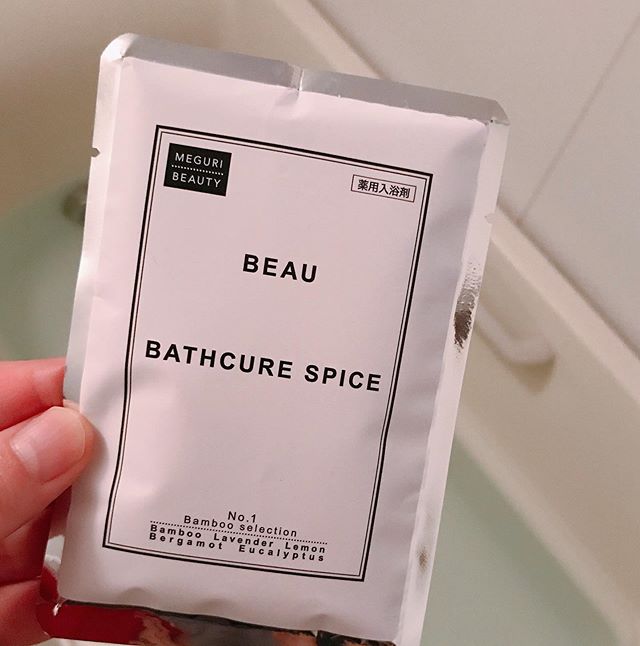 MEGURI
BEAUTY
薬用入浴剤
BEAU
BATHCURE SPICE
No.1
Bamboo selection
Bamboo Lavender Lemon
Bergamot Eucalyptus